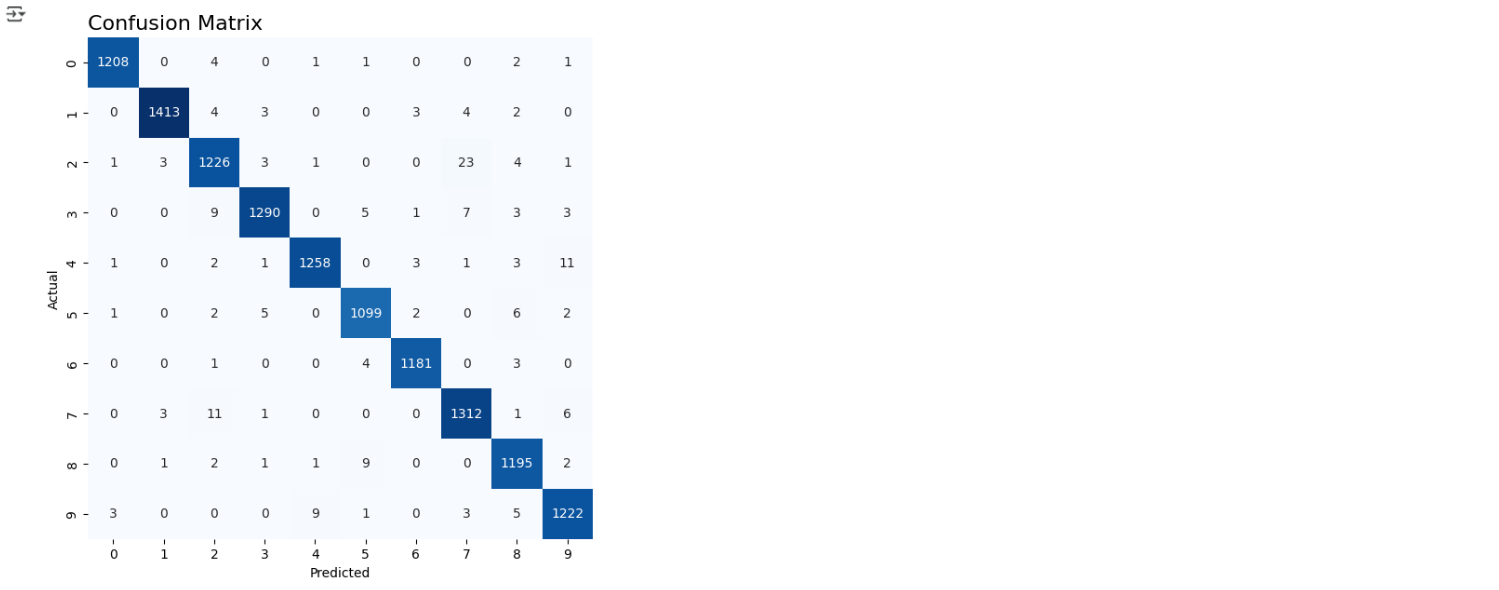 Confusion Matrix
0 1208 0 4 0 1 1 0 0 2 1
1 0 1413 4 3 0 0 3 4 2 0
2 1 3 1226 3 1 0 0 23 4 1
3 0 0 9 1290 0 5 1 7 3 3
4 1 0 2 1 1258 0 3 1 3 11
Actual
5 1 0 2 5 0 1099 2 0 6 2
6 0 0 1 0 0 4 1181 0 3 0
7 0 3 11 1 0 0 0 1312 1 6
8 0 1 2 1 1 9 0 0 1195 2
9 3 0 0 0 9 1 0 3 5 1222
0 1 2 3 4 5 6 7 8 9
Predicted